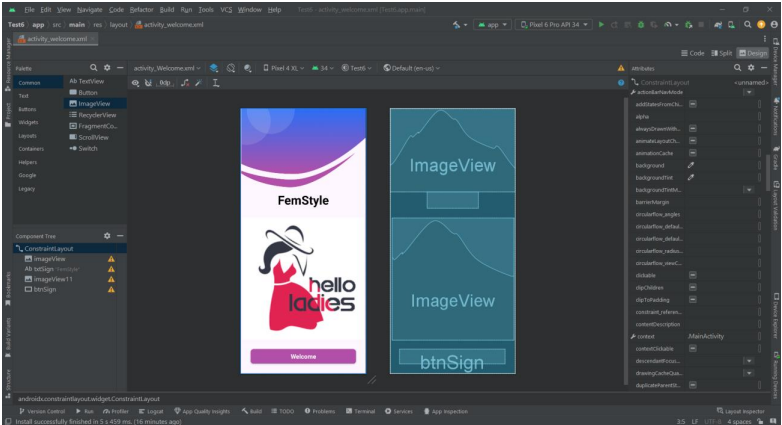 File Edit View Navigate Code Refactor Build Run Tools VCS Window Help Test6 - activity_welcome.xml [Test6.app.main]
Test6 app src main res layout activity_welcome.xml
app Pixel 6 Pro API 34
activity_welcome.xml
Code Split Design
Palette
activity_Welcome.xml Pixel 4 XL 34 Test6 Default (en-us)
Attributes
Common
Text
Buttons
Widgets
Layouts
Containers
Helpers
Google
Legacy
Ab TextView
Button
ImageView
RecyclerView
FragmentCo...
ScrollView
Switch
0dp
Component Tree
ConstraintLayout
imageView
Ab txtSign "FemStyle"
imageView11
btnSign
FemStyle
hello
ladies
Welcome
ImageView
ImageView
btnSign
ConstraintLayout <unnamed>
actionBarNavMode
addStatesFromChi...
alpha
alwaysDrawnWith...
animateLayoutCh...
animationCache
background
backgroundTint
backgroundTintM...
barrierMargin
circularflow_angles
circularflow_defaul...
circularflow_defaul...
circularflow_radius...
circularflow_viewC...
clickable
clipChildren
clipToPadding
constraint_referes...
contentDescription
context .MainActivity
contextClickable
descendantFocus...
drawingCacheQua...
duplicateParentSt...
Resource Manager
Project
Bookmarks
Build Variants
Structure
Device Manager
Notifications
Gradle
Layout Validation
Device Explorer
Running Devices
androidx.constraintlayout.widget.ConstraintLayout
Version Control Run Profiler Logcat App Quality Insights Build TODO Problems Terminal Services App Inspection Layout Inspector
Install successfully finished in 5 s 459 ms. (16 minutes ago) 3:5 LF UTF-8 4 spaces